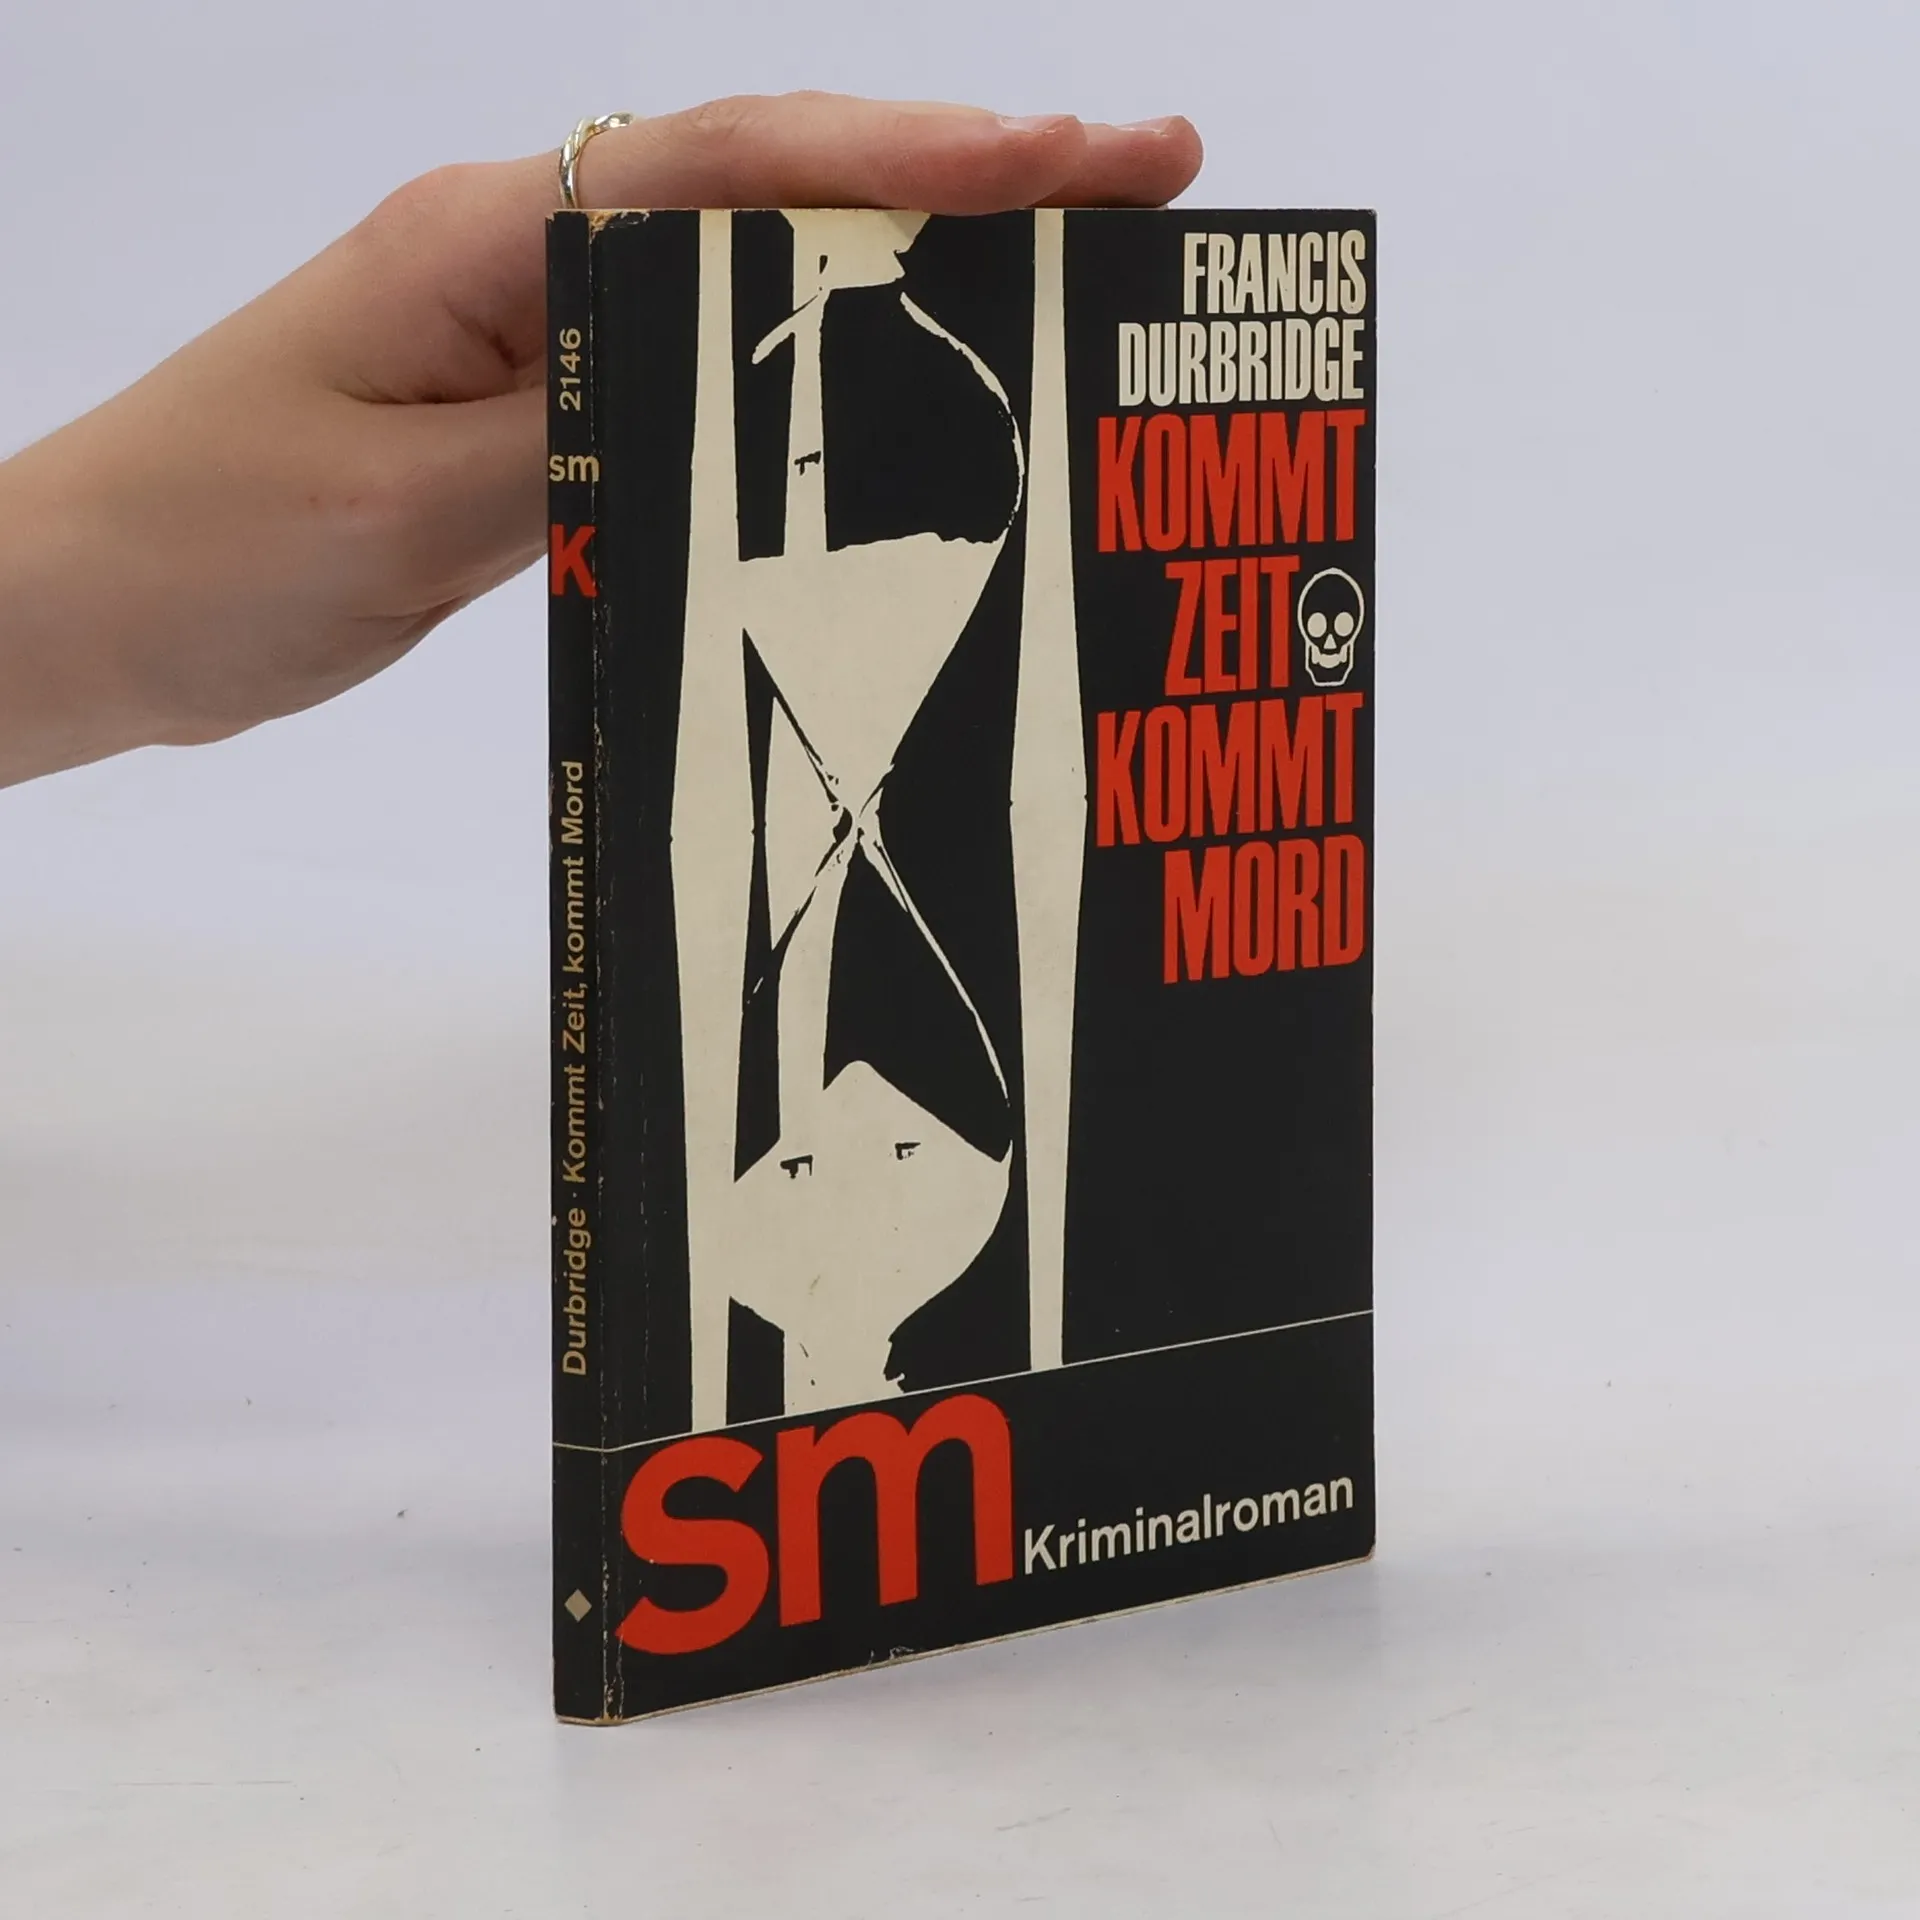 FRANCIS
DURBRIDGE
KOMMT
ZEIT
KOMMT
MORD
sm Kriminalroman
2146
sm
K
Durbridge · Kommt Zeit, kommt Mord